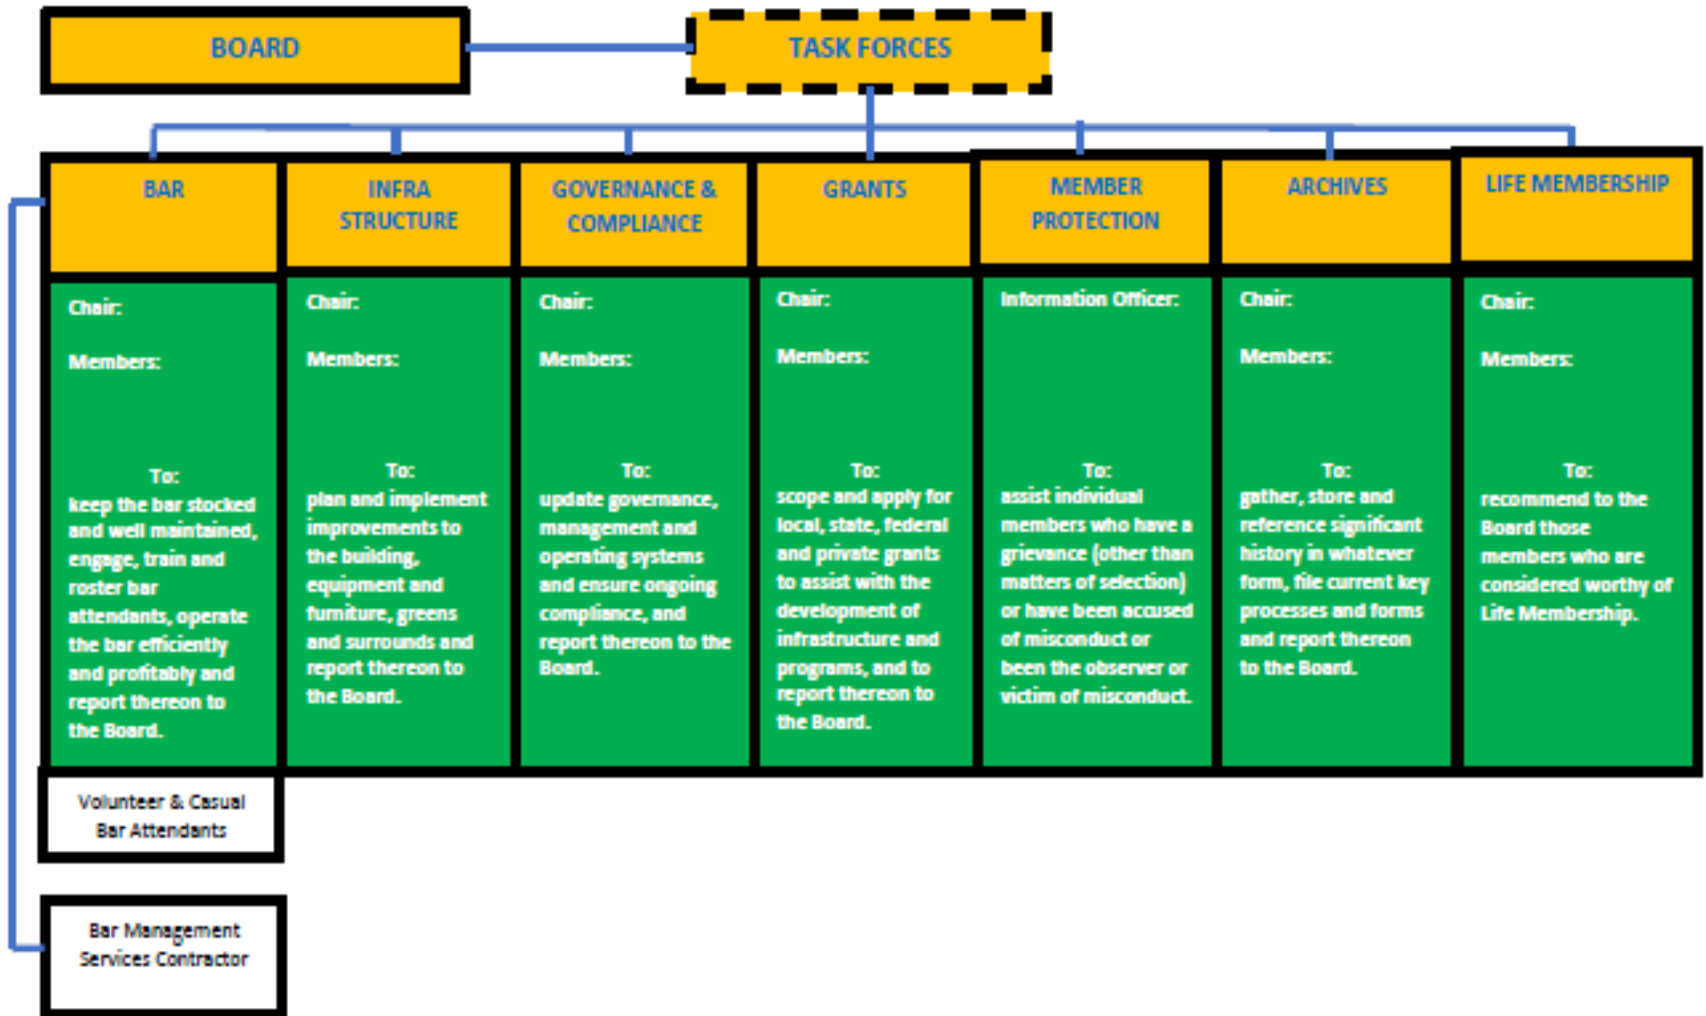 BOARD
TASK FORCES
BAR
INFRA
STRUCTURE
GOVERNANCE &
COMPLIANCE
GRANTS
MEMBER
PROTECTION
ARCHIVES
LIFE MEMBERSHIP
Chair:
Members:
To:
keep the bar stocked
and well maintained,
engage, train and
roster bar
attendants, operate
the bar efficiently
and profitably and
report thereon to
the Board.
Chair:
Members:
To:
plan and implement
improvements to
the building,
equipment and
furniture, greens
and surrounds and
report thereon to
the Board.
Chair:
Members:
To:
update governance,
management and
operating systems
and ensure ongoing
compliance, and
report thereon to the
Board.
Chair:
Members:
To:
scope and apply for
local, state, federal
and private grants
to assist with the
development of
infrastructure and
programs, and to
report thereon to
the Board.
Information Officer:
To:
assist individual
members who have a
grievance (other than
matters of selection)
or have been accused
of misconduct or
been the observer or
victim of misconduct.
Chair:
Members:
To:
gather, store and
reference significant
history in whatever
form, file current key
processes and forms
and report thereon
to the Board.
Chair:
Members:
To:
recommend to the
Board those
members who are
considered worthy of
Life Membership.
Volunteer & Casual
Bar Attendants
Bar Management
Services Contractor